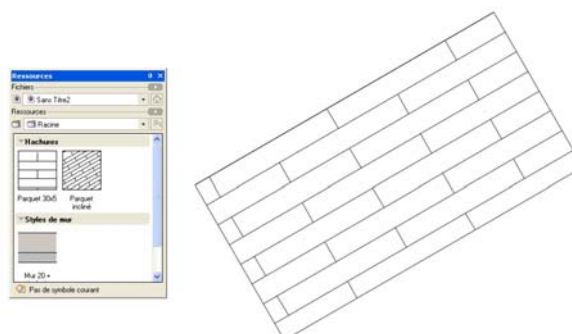 Ressources
Fichiers
Sans Titre2
Ressources
Racine
Hachures
Parquet 30x5
Parquet
incliné
Styles de mur
Mur 20 +
Pas de symbole courant